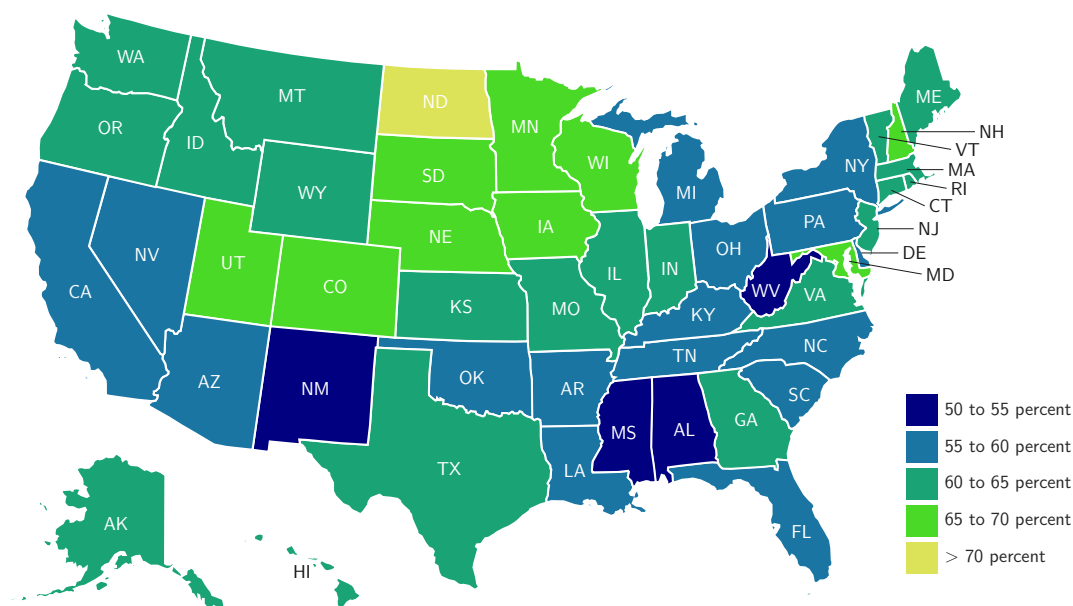 WA
MT
ND
ME
OR
ID
MN
NH
VT
WI
NY
MA
SD
RI
WY
MI
CT
PA
NJ
IA
NE
NV
OH
DE
UT
IL
IN
MD
CO
WV
VA
CA
KS
MO
KY
NC
TN
AZ
OK
AR
NM
SC
50 to 55 percent
GA
MS
AL
55 to 60 percent
TX
LA
60 to 65 percent
AK
65 to 70 percent
FL
> 70 percent
HI